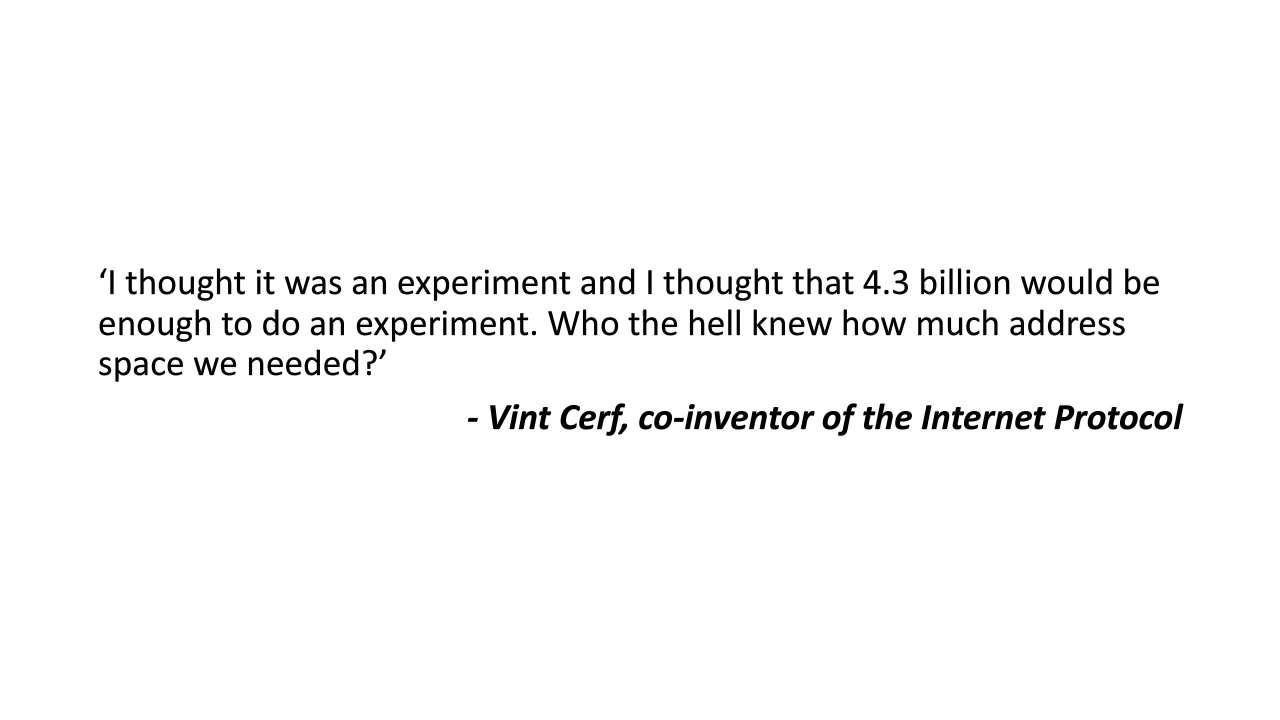 ‘I thought it was an experiment and I thought that 4.3 billion would be
enough to do an experiment. Who the hell knew how much address
space we needed?’
- Vint Cerf, co-inventor of the Internet Protocol